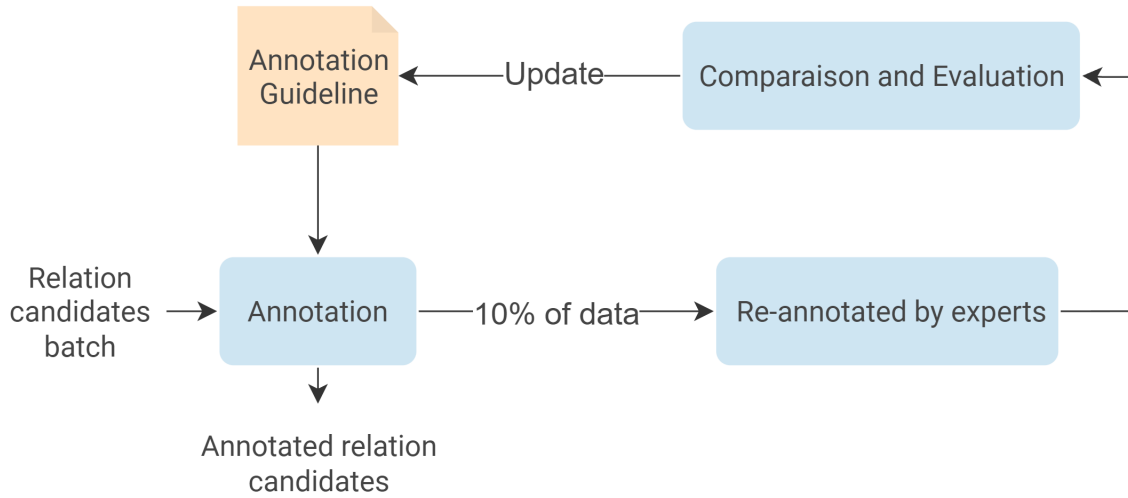 Annotation
Guideline
Update
Comparaison and Evaluation
Relation
candidates
batch
Annotation
10% of data
Re-annotated by experts
Annotated relation
candidates